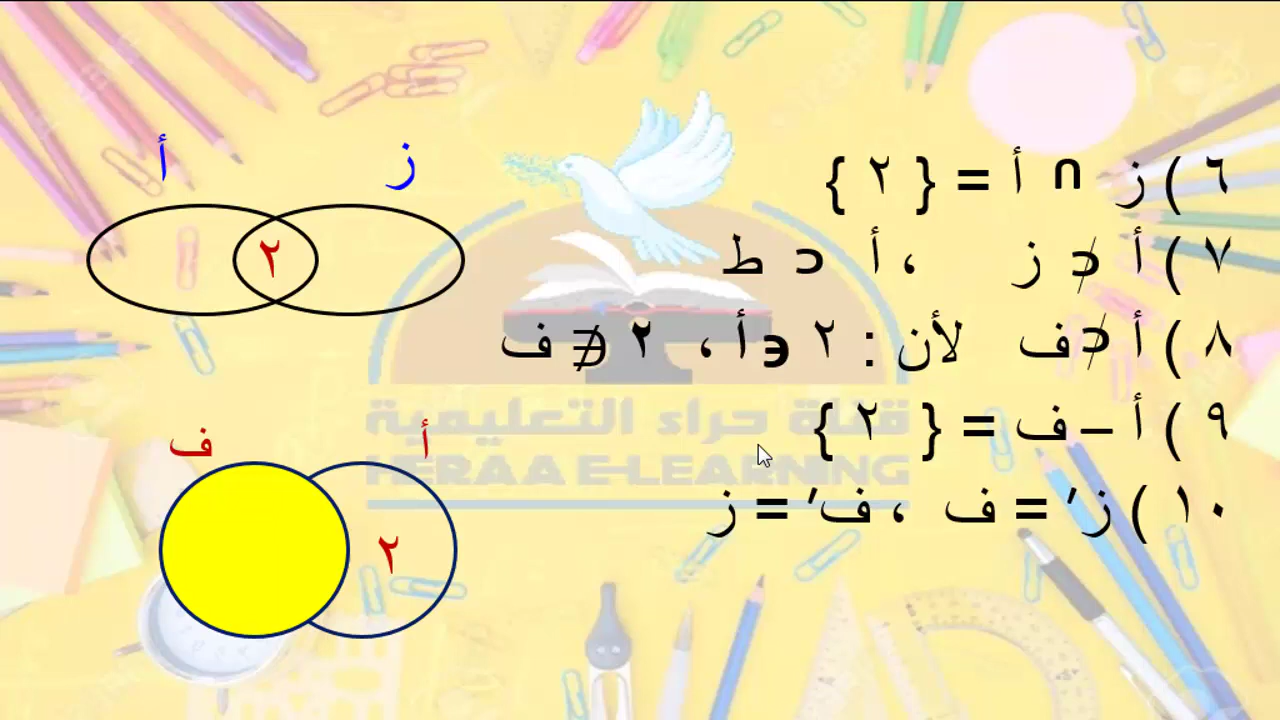 ٦ ) ز ∩ أ = { ٢ }
٧ ) أ ⊄ ز ، أ ⊂ ط
٨ ) أ ⊄ ف لأن : ٢ ∈ أ ، ٢ ∉ ف
٩ ) أ – ف = { ٢ }
١٠ ) ز′ = ف ، ف′ = ز
ز أ
٢
أ ف
٢
قناة حراء التعليمية
HERAA E-LEARNING